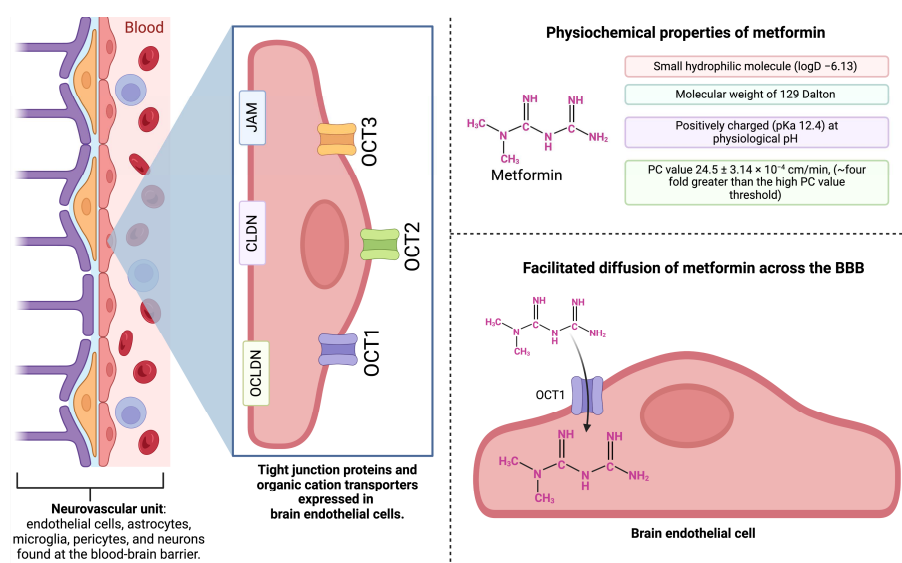 Blood
JAM
CLDN
OCLDN
OCT3
OCT2
OCT1
Tight junction proteins and
organic cation transporters
expressed in
brain endothelial cells.
Neurovascular unit:
endothelial cells, astrocytes,
microglia, pericytes, and neurons
found at the blood-brain barrier.
Physiochemical properties of metformin
H₃C
N
CH₃
C
NH
N
H
C
NH
NH₂
Metformin
Small hydrophilic molecule (logD −6.13)
Molecular weight of 129 Dalton
Positively charged (pKa 12.4) at
physiological pH
PC value 24.5 ± 3.14 × 10⁻⁴ cm/min, (~four
fold greater than the high PC value
threshold)
Facilitated diffusion of metformin across the BBB
H₃C
N
CH₃
C
NH
N
H
C
NH
NH₂
OCT1
H₃C
N
CH₃
C
NH
N
H
C
NH
NH₂
Brain endothelial cell